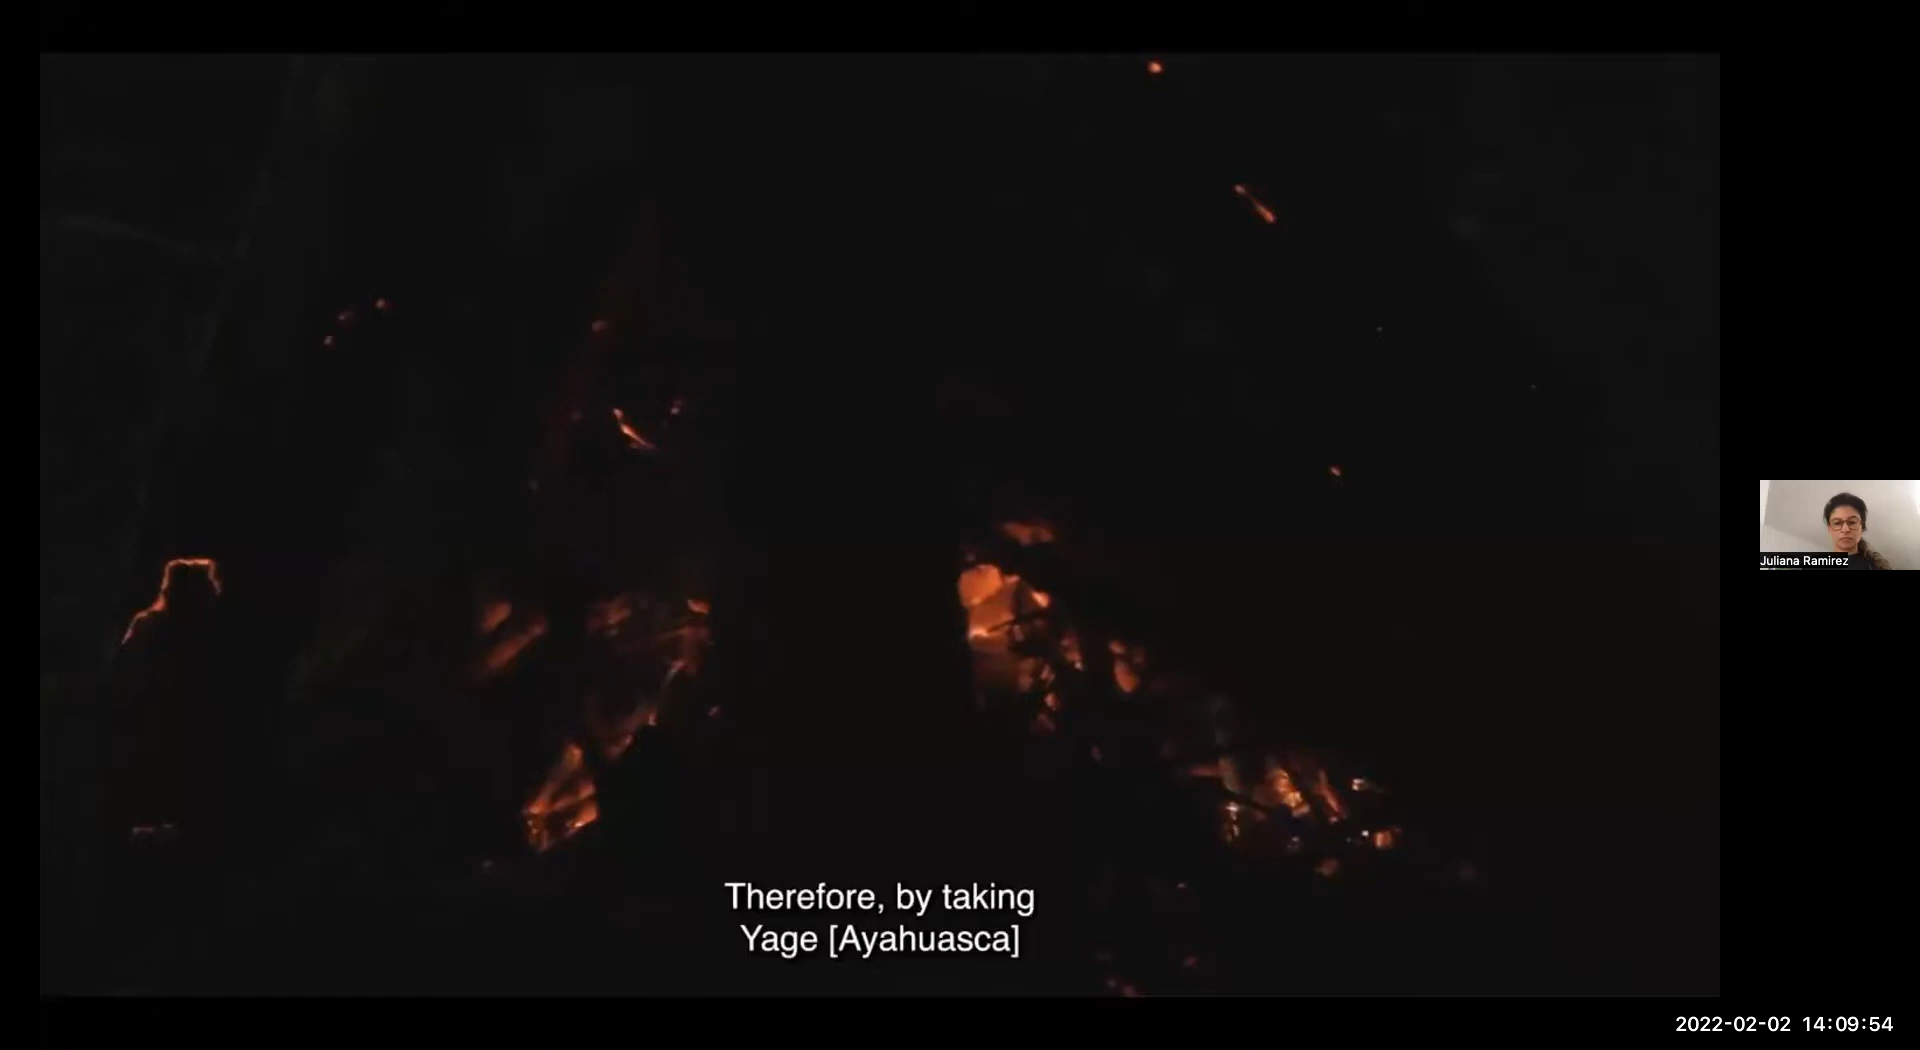 Therefore, by taking
Yage [Ayahuasca]
Juliana Ramirez
2022-02-02 14:09:54